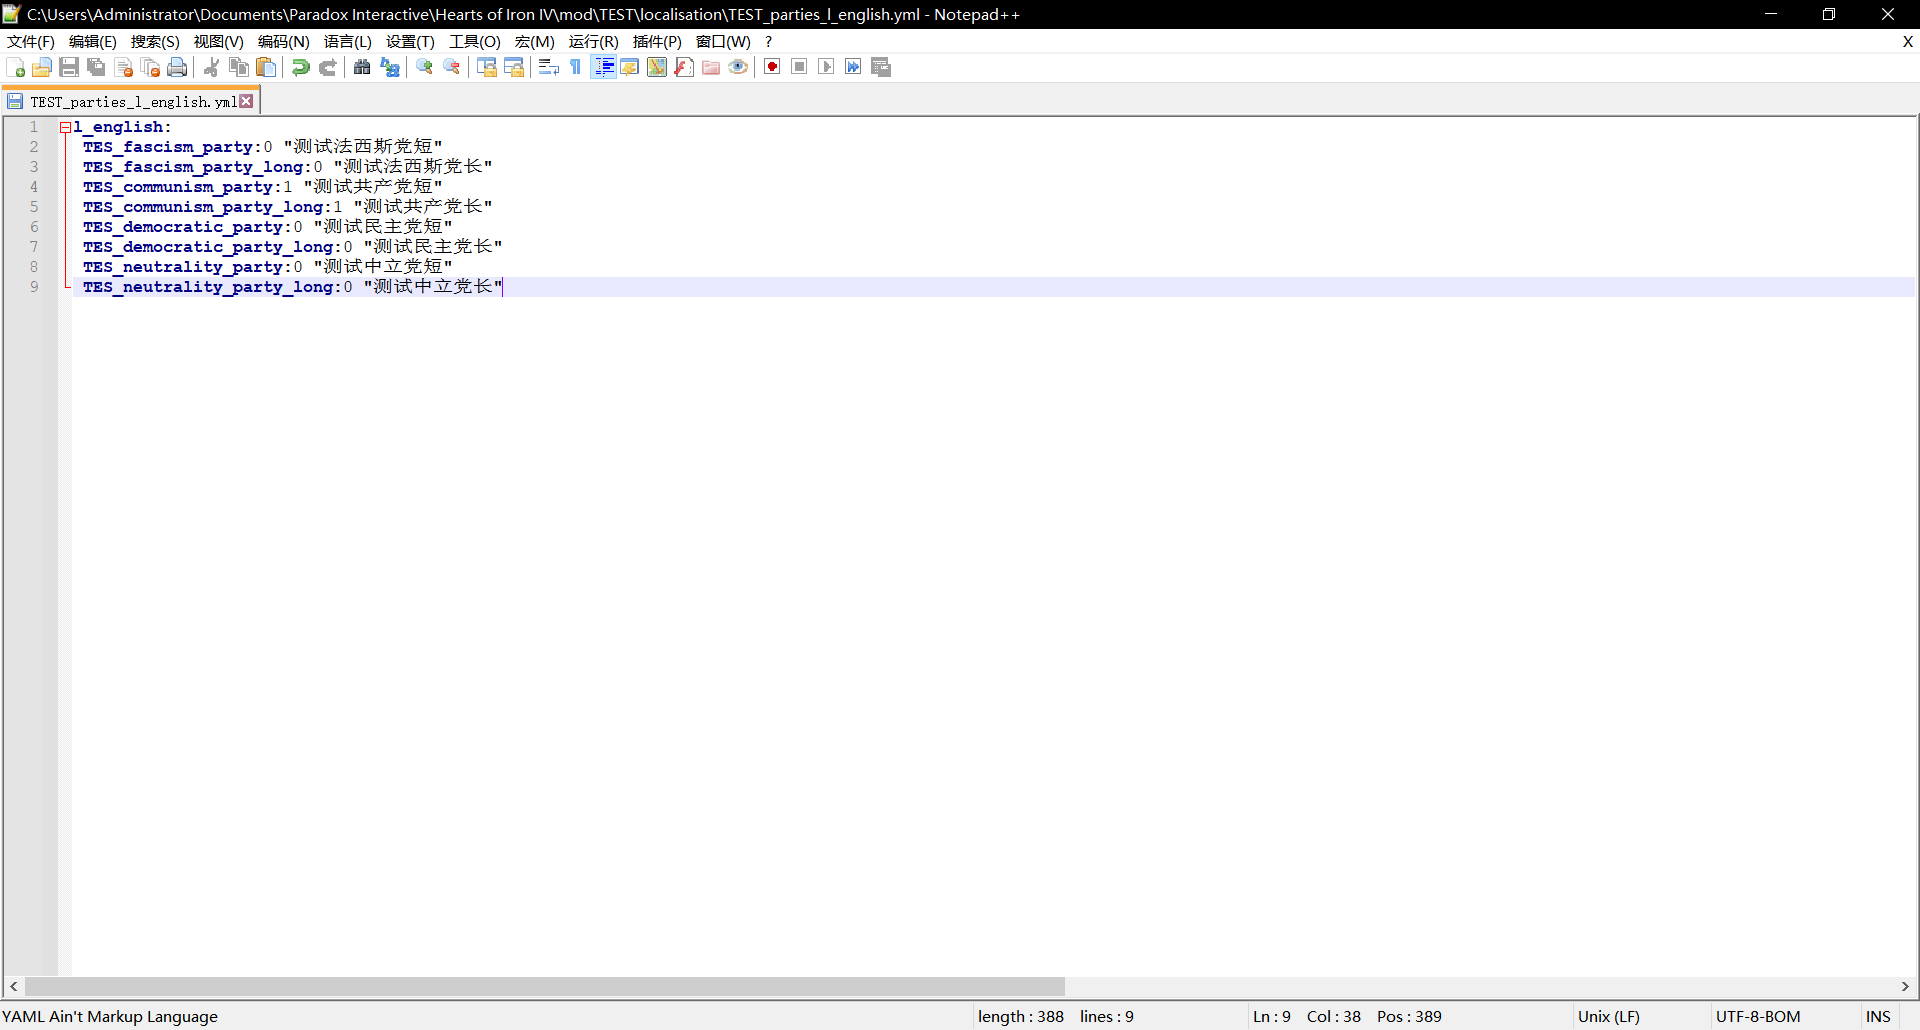 C:\Users\Administrator\Documents\Paradox Interactive\Hearts of Iron IV\mod\TEST\localisation\TEST_parties_l_english.yml - Notepad++
文件(F) 编辑(E) 搜索(S) 视图(V) 编码(N) 语言(L) 设置(T) 工具(O) 宏(M) 运行(R) 插件(P) 窗口(W) ? X
TEST_parties_l_english.yml
1 l_english:
2 TES_fascism_party:0 "测试法西斯党短"
3 TES_fascism_party_long:0 "测试法西斯党长"
4 TES_communism_party:1 "测试共产党短"
5 TES_communism_party_long:1 "测试共产党长"
6 TES_democratic_party:0 "测试民主党短"
7 TES_democratic_party_long:0 "测试民主党长"
8 TES_neutrality_party:0 "测试中立党短"
9 TES_neutrality_party_long:0 "测试中立党长"
YAML Ain't Markup Language length : 388 lines : 9 Ln : 9 Col : 38 Pos : 389 Unix (LF) UTF-8-BOM INS